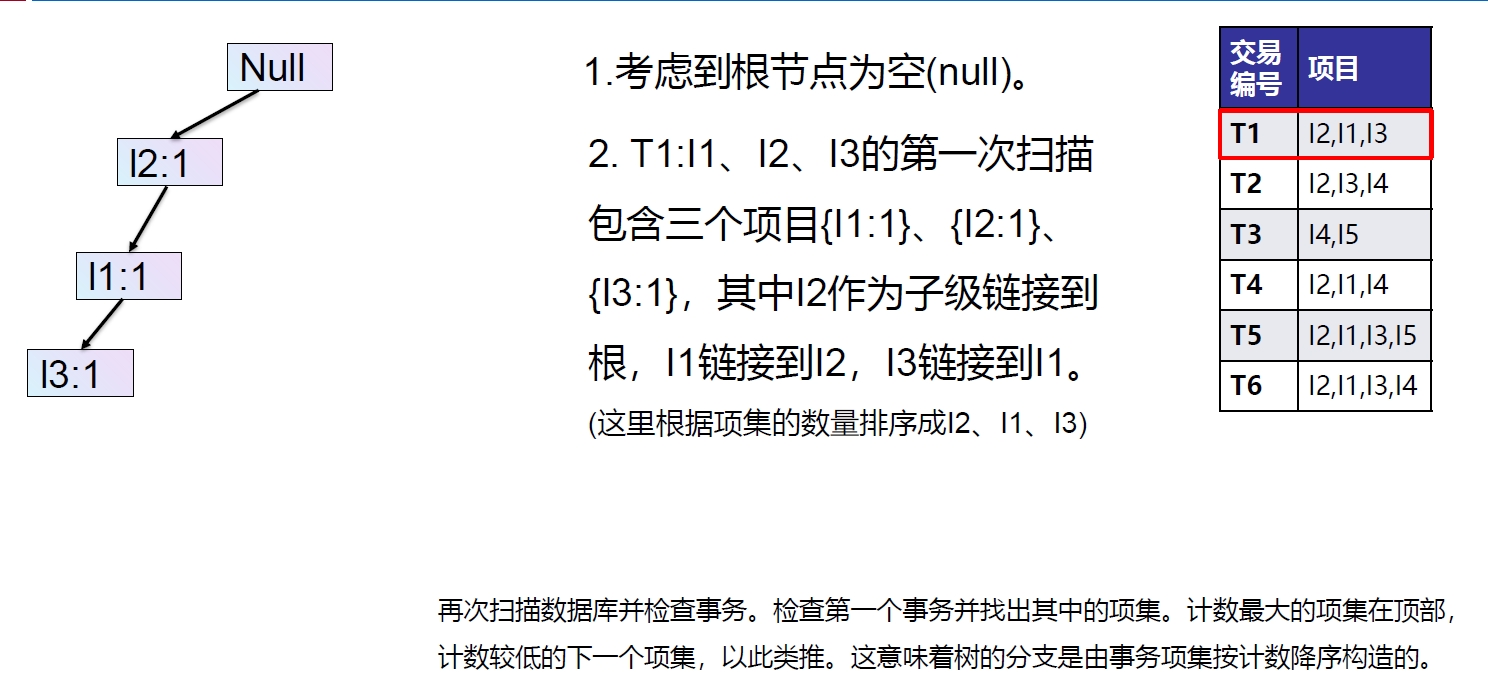 Null
I2:1
I1:1
I3:1
1.考虑到根节点为空(null)。
2. T1:I1、I2、I3的第一次扫描
包含三个项目{I1:1}、{I2:1}、
{I3:1}，其中I2作为子级链接到
根，I1链接到I2，I3链接到I1。
(这里根据项集的数量排序成I2、I1、I3)
交易编号 项目
T1 I2,I1,I3
T2 I2,I3,I4
T3 I4,I5
T4 I2,I1,I4
T5 I2,I1,I3,I5
T6 I2,I1,I3,I4
再次扫描数据库并检查事务。检查第一个事务并找出其中的项集。计数最大的项集在顶部，
计数较低的下一个项集，以此类推。这意味着树的分支是由事务项集按计数降序构造的。